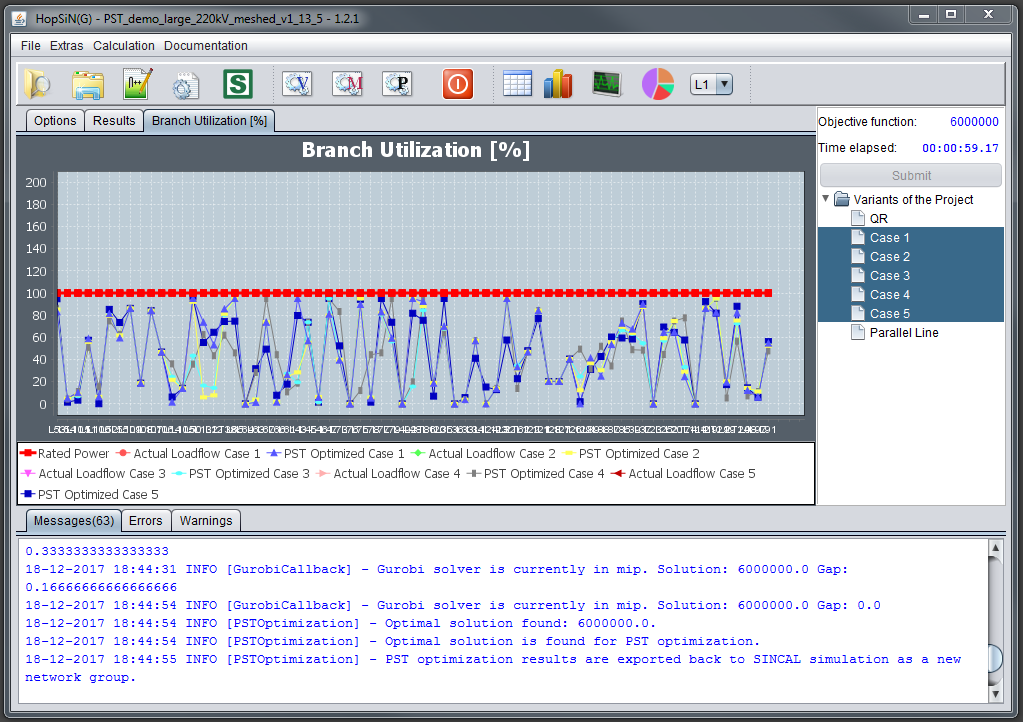 HopSiN(G) - PST_demo_large_220kV_meshed_v1_13_5 - 1.2.1
File Extras Calculation Documentation
n++ S V M P L1
Options Results Branch Utilization [%]
Objective function: 6000000
Time elapsed: 00:00:59.17
Submit
Variants of the Project
QR
Case 1
Case 2
Case 3
Case 4
Case 5
Parallel Line
Branch Utilization [%]
200
180
160
140
120
100
80
60
40
20
0
Rated Power Actual Loadflow Case 1 PST Optimized Case 1 Actual Loadflow Case 2 PST Optimized Case 2
Actual Loadflow Case 3 PST Optimized Case 3 Actual Loadflow Case 4 PST Optimized Case 4 Actual Loadflow Case 5
PST Optimized Case 5
Messages(63) Errors Warnings
0.3333333333333333
18-12-2017 18:44:31 INFO [GurobiCallback] - Gurobi solver is currently in mip. Solution: 6000000.0 Gap:
0.16666666666666666
18-12-2017 18:44:54 INFO [GurobiCallback] - Gurobi solver is currently in mip. Solution: 6000000.0 Gap: 0.0
18-12-2017 18:44:54 INFO [PSTOptimization] - Optimal solution found: 6000000.0.
18-12-2017 18:44:54 INFO [PSTOptimization] - Optimal solution is found for PST optimization.
18-12-2017 18:44:55 INFO [PSTOptimization] - PST optimization results are exported back to SINCAL simulation as a new
network group.